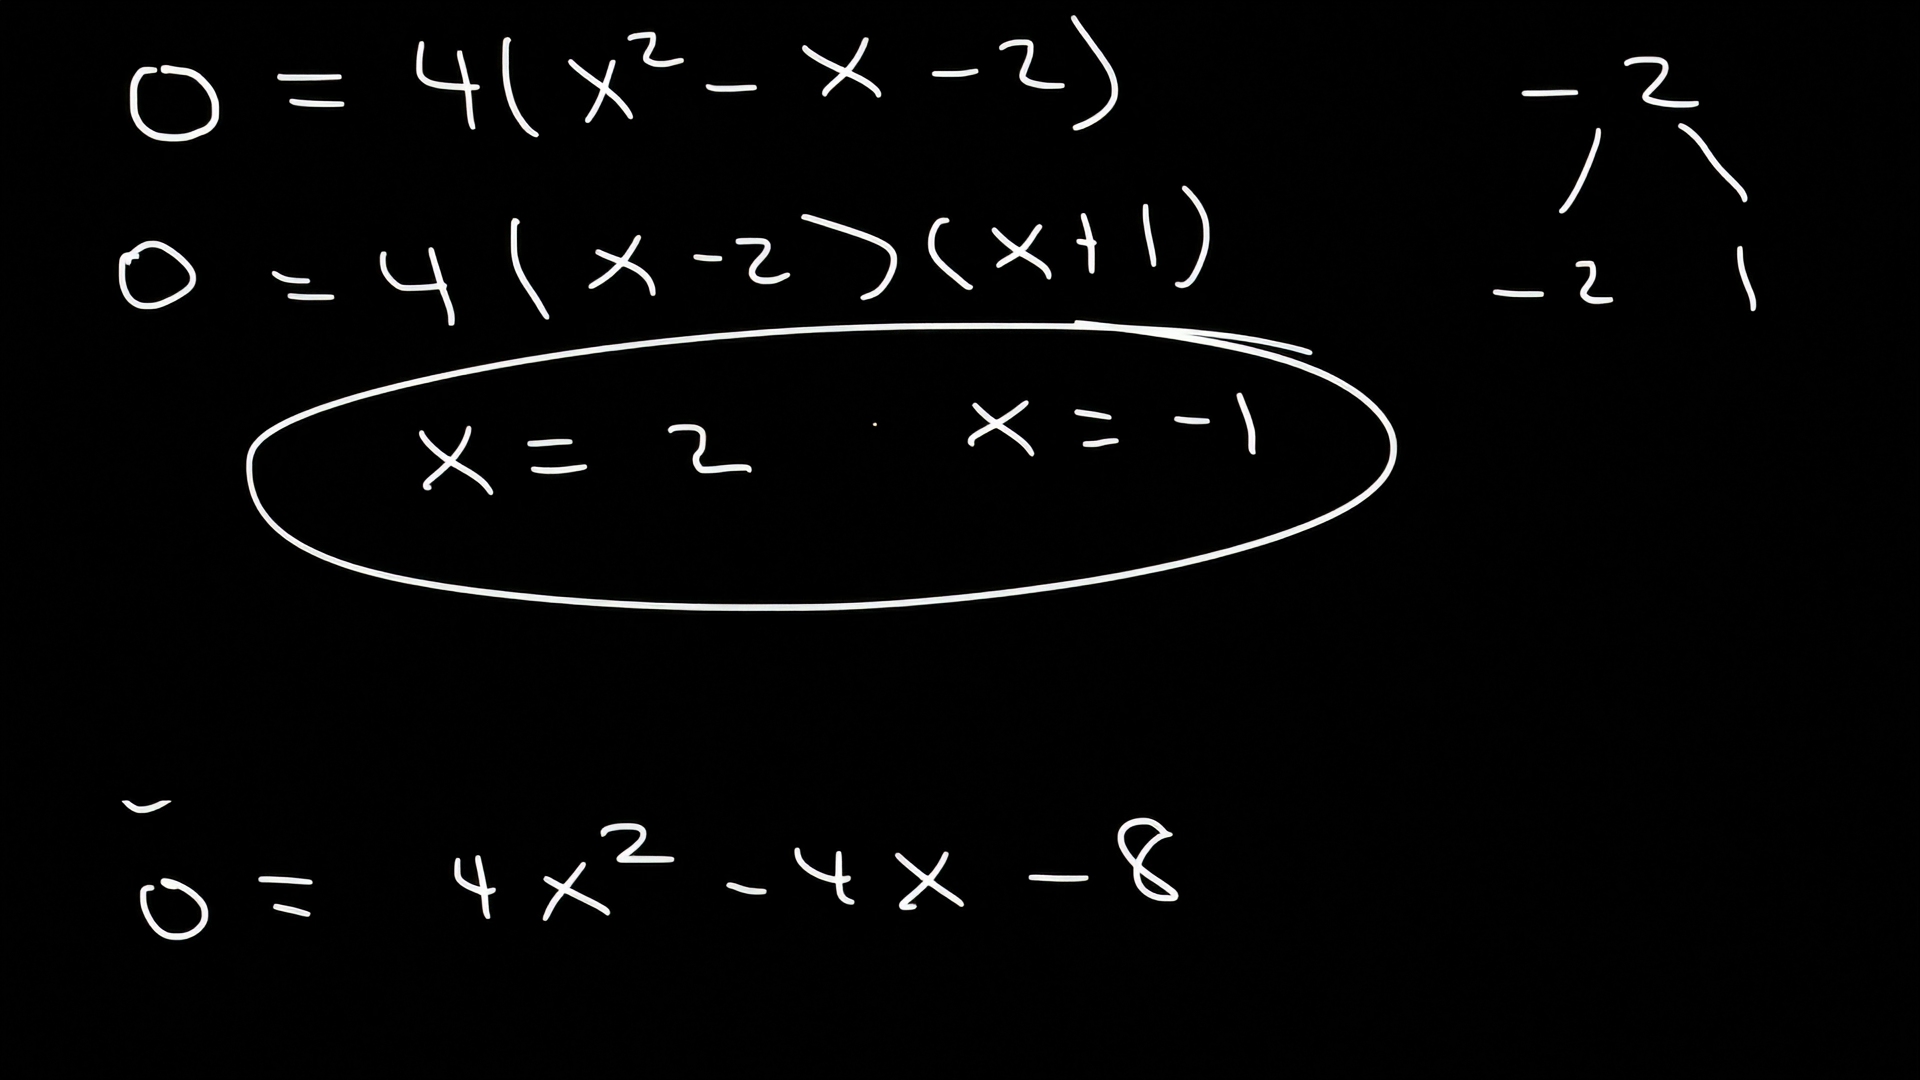 0 = 4(x² - x - 2)
-2
0 = 4(x-2)(x+1)
-2 1
x = 2 x = -1
0 = 4x² - 4x - 8